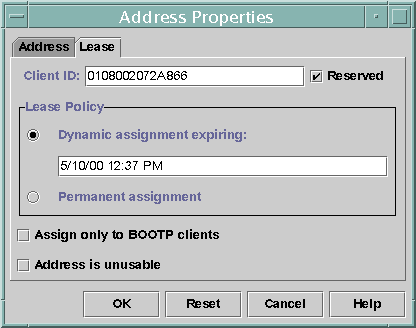 Address Properties
Address Lease
Client ID: 0108002072A866 Reserved
Lease Policy
Dynamic assignment expiring:
5/10/00 12:37 PM
Permanent assignment
Assign only to BOOTP clients
Address is unusable
OK Reset Cancel Help